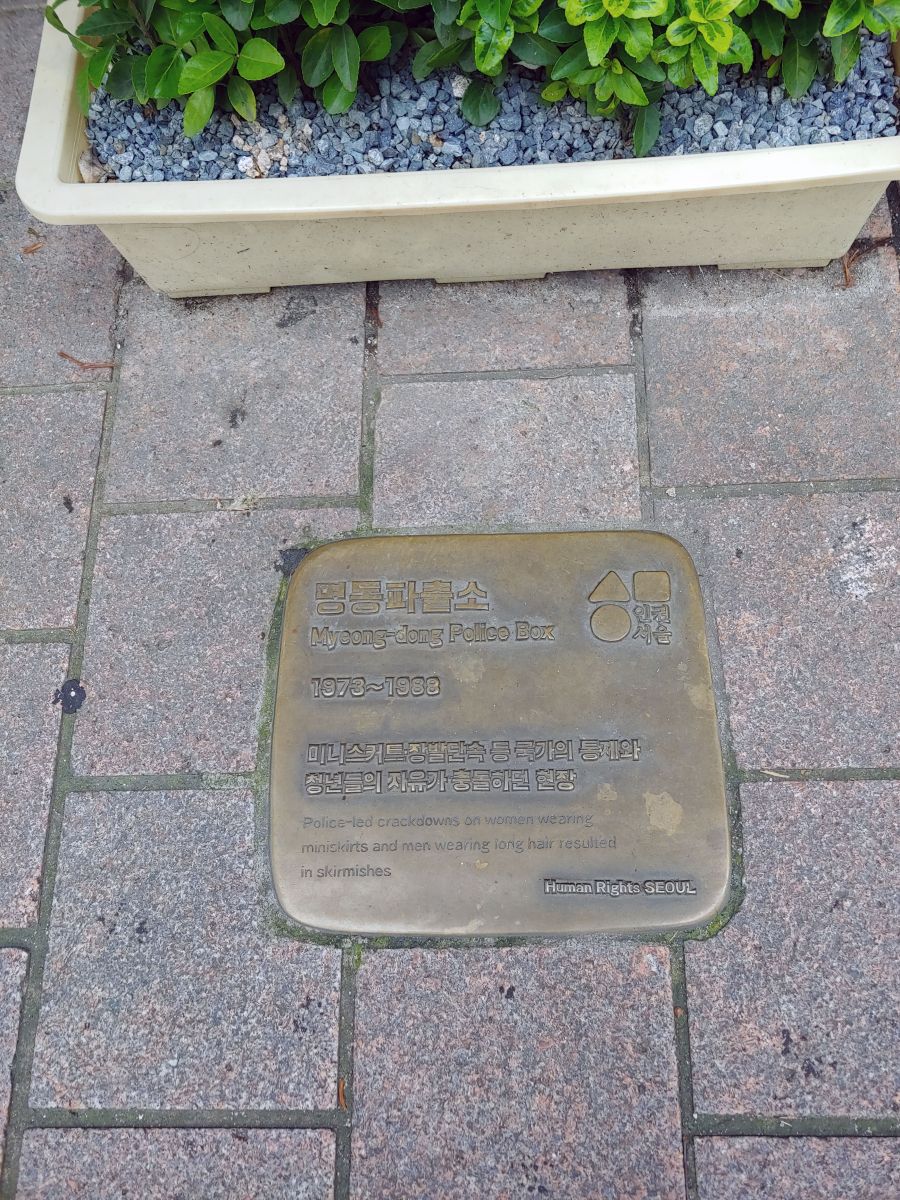 명동파출소
인권
서울
Myeong-dong Police Box
1973~1988
미니스커트·장발단속 등 국가의 통제와
청년들의 자유가 충돌하던 현장
Police-led crackdowns on women wearing
miniskirts and men wearing long hair resulted
in skirmishes
Human Rights SEOUL